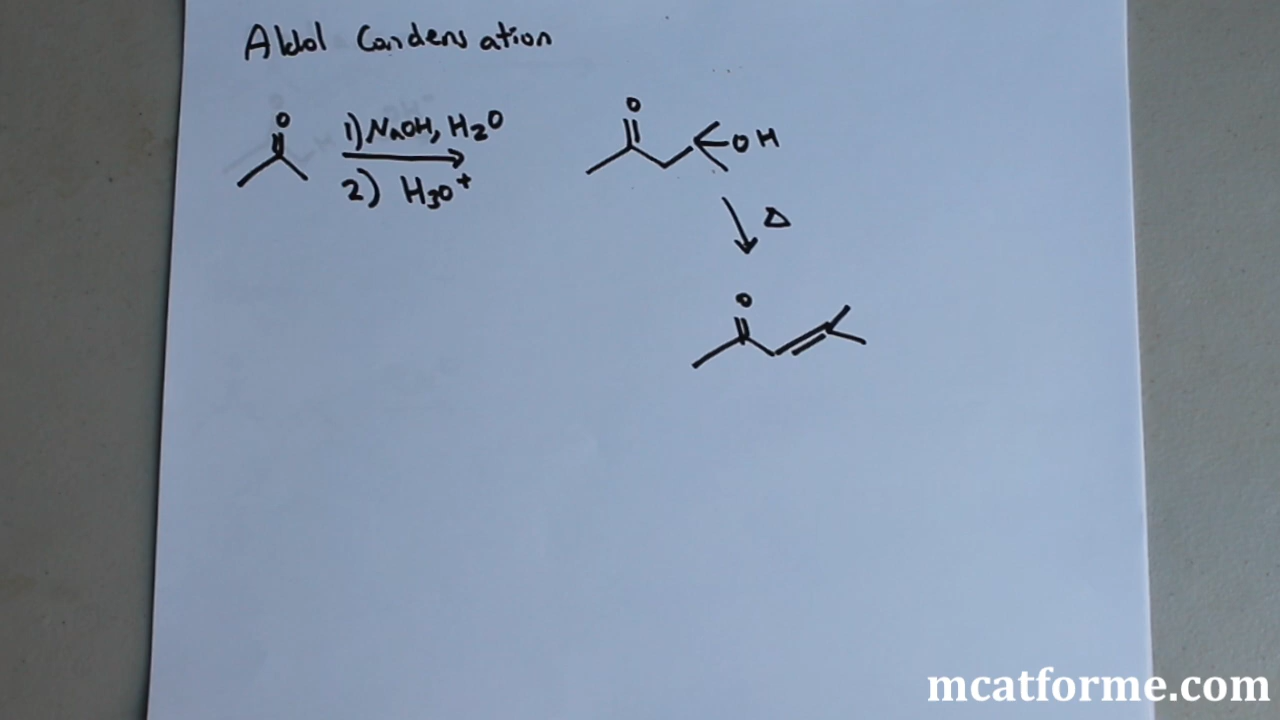 Aldol Condensation
O
1) NaOH, H2O
2) H3O+
O
OH
Δ
O
mcatforme.com